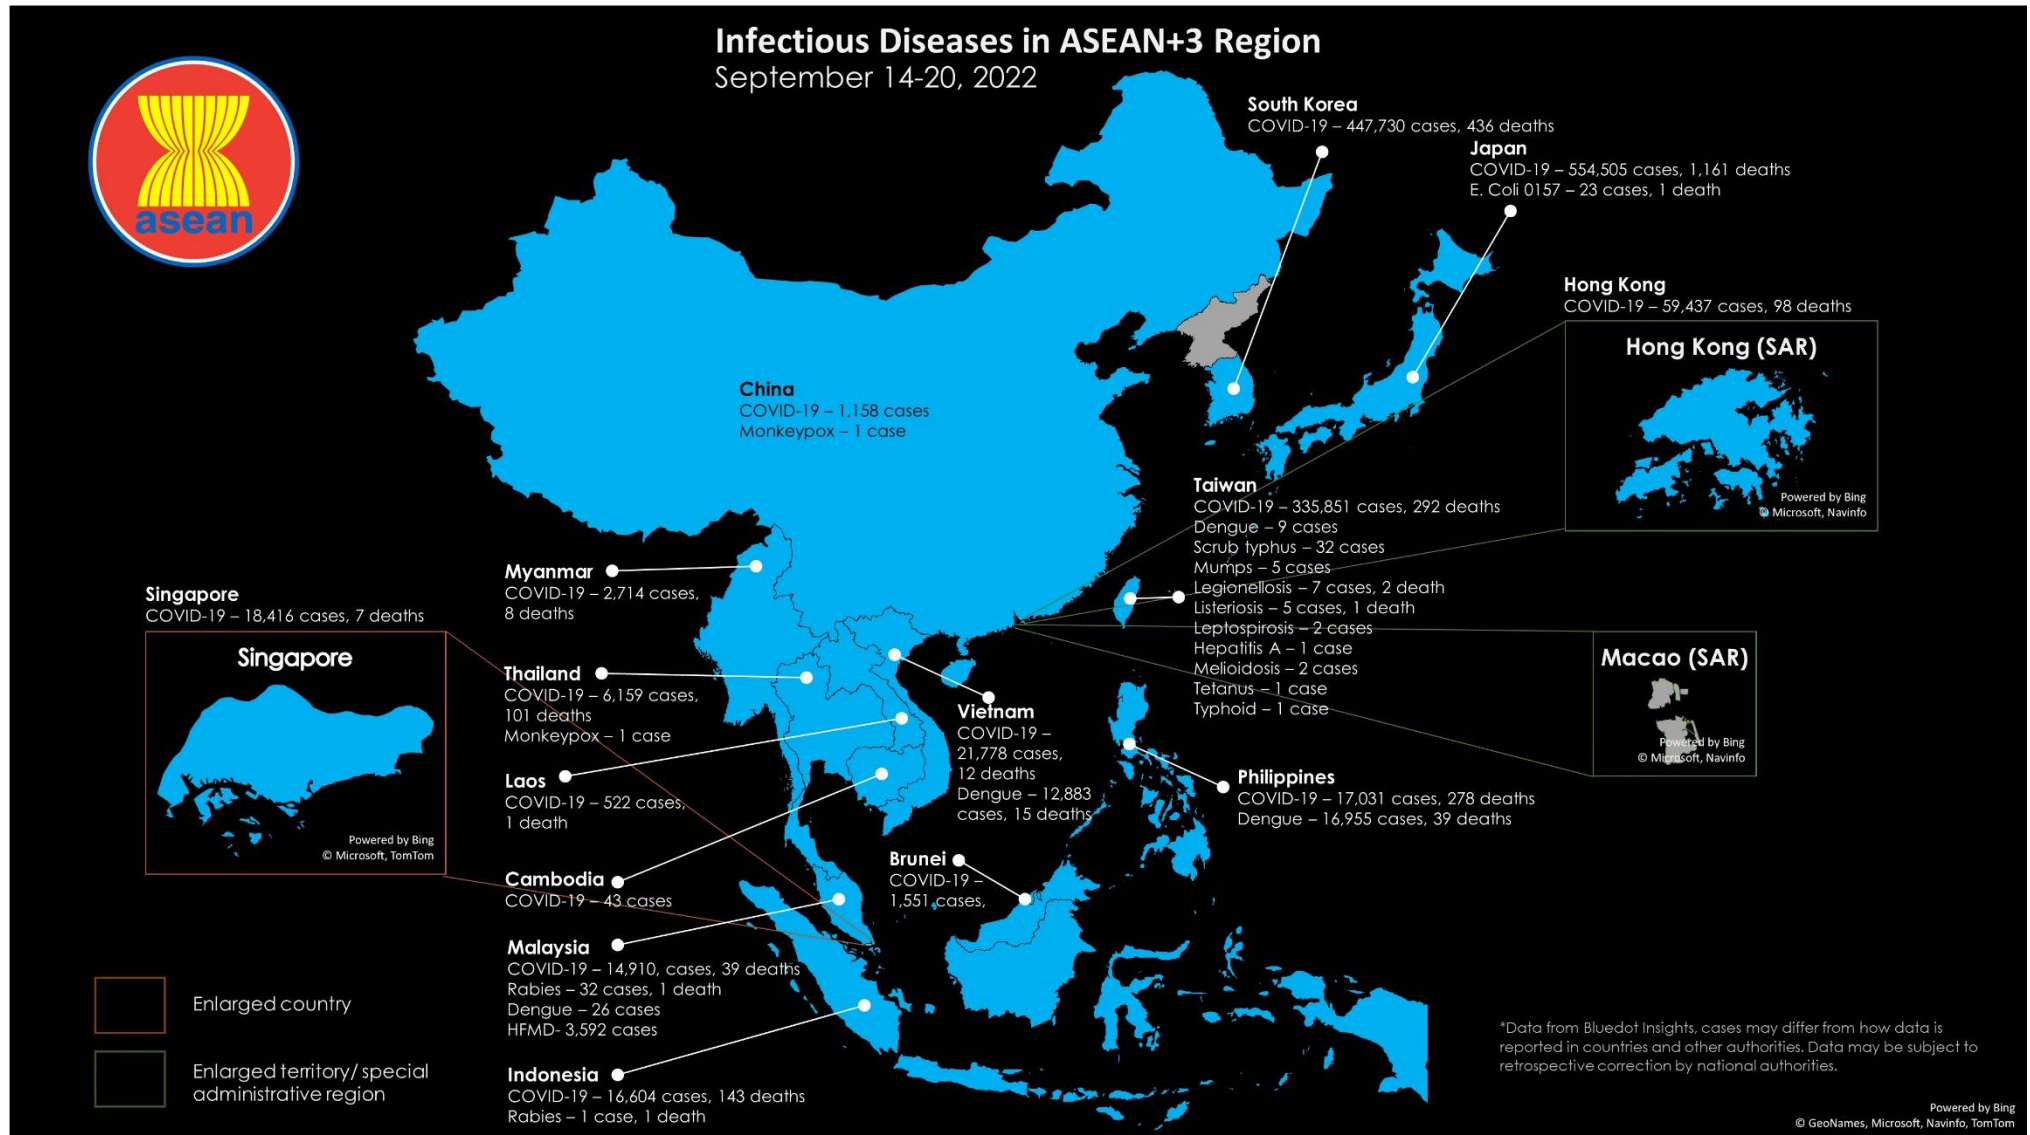 Infectious Diseases in ASEAN+3 Region
September 14-20, 2022
asean
South Korea
COVID-19 – 447,730 cases, 436 deaths
Japan
COVID-19 – 554,505 cases, 1,161 deaths
E. Coli 0157 – 23 cases, 1 death
Hong Kong
COVID-19 – 59,437 cases, 98 deaths
Hong Kong (SAR)
Powered by Bing
© Microsoft, Navinfo
China
COVID-19 – 1,158 cases
Monkeypox – 1 case
Taiwan
COVID-19 – 335,851 cases, 292 deaths
Dengue – 9 cases
Scrub typhus – 32 cases
Mumps – 5 cases
Legionellosis – 7 cases, 2 death
Listeriosis – 5 cases, 1 death
Leptospirosis – 2 cases
Hepatitis A – 1 case
Melioidosis – 2 cases
Tetanus – 1 case
Typhoid – 1 case
Macao (SAR)
Powered by Bing
© Microsoft, Navinfo
Myanmar
COVID-19 – 2,714 cases,
8 deaths
Singapore
COVID-19 – 18,416 cases, 7 deaths
Singapore
Powered by Bing
© Microsoft, TomTom
Thailand
COVID-19 – 6,159 cases,
101 deaths
Monkeypox – 1 case
Vietnam
COVID-19 –
21,778 cases,
12 deaths
Dengue – 12,883
cases, 15 deaths
Laos
COVID-19 – 522 cases,
1 death
Philippines
COVID-19 – 17,031 cases, 278 deaths
Dengue – 16,955 cases, 39 deaths
Cambodia
COVID-19 – 43 cases
Brunei
COVID-19 –
1,551 cases,
Malaysia
COVID-19 – 14,910, cases, 39 deaths
Rabies – 32 cases, 1 death
Dengue – 26 cases
HFMD- 3,592 cases
Indonesia
COVID-19 – 16,604 cases, 143 deaths
Rabies – 1 case, 1 death
Enlarged country
Enlarged territory/ special
administrative region
*Data from Bluedot Insights, cases may differ from how data is
reported in countries and other authorities. Data may be subject to
retrospective correction by national authorities.
Powered by Bing
© GeoNames, Microsoft, Navinfo, TomTom